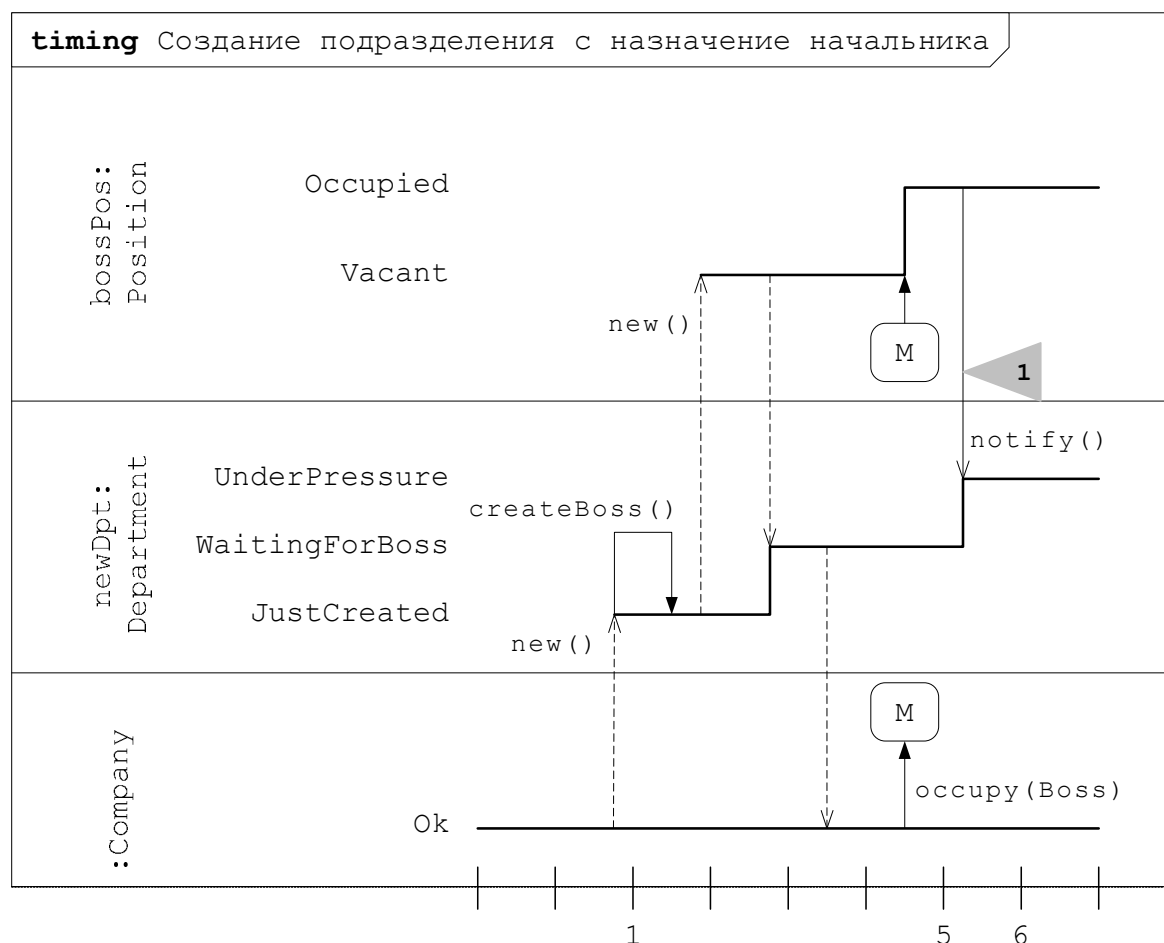 timing Создание подразделения с назначение начальника
bossPos:
Position
Occupied
Vacant
new()
M
1
notify()
newDpt:
Department
UnderPressure
createBoss()
WaitingForBoss
JustCreated
new()
:Company
M
occupy(Boss)
Ok
1 5 6